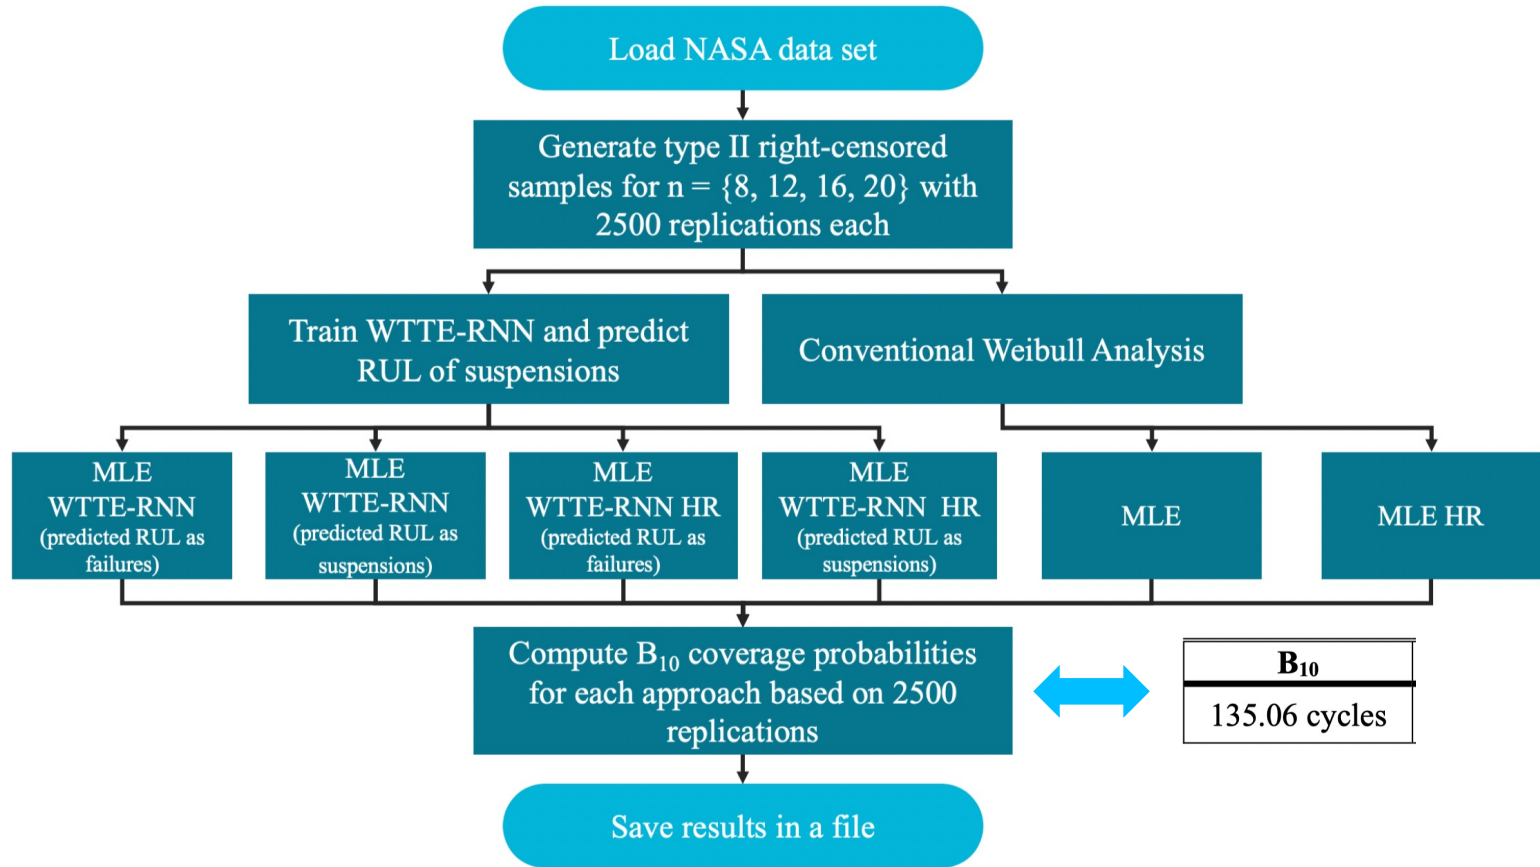 Load NASA data set
Generate type II right-censored
samples for n = {8, 12, 16, 20} with
2500 replications each
Train WTTE-RNN and predict
RUL of suspensions
Conventional Weibull Analysis
MLE
WTTE-RNN
(predicted RUL as
failures)
MLE
WTTE-RNN
(predicted RUL as
suspensions)
MLE
WTTE-RNN HR
(predicted RUL as
failures)
MLE
WTTE-RNN HR
(predicted RUL as
suspensions)
MLE
MLE HR
Compute B₁₀ coverage probabilities
for each approach based on 2500
replications
B₁₀
135.06 cycles
Save results in a file